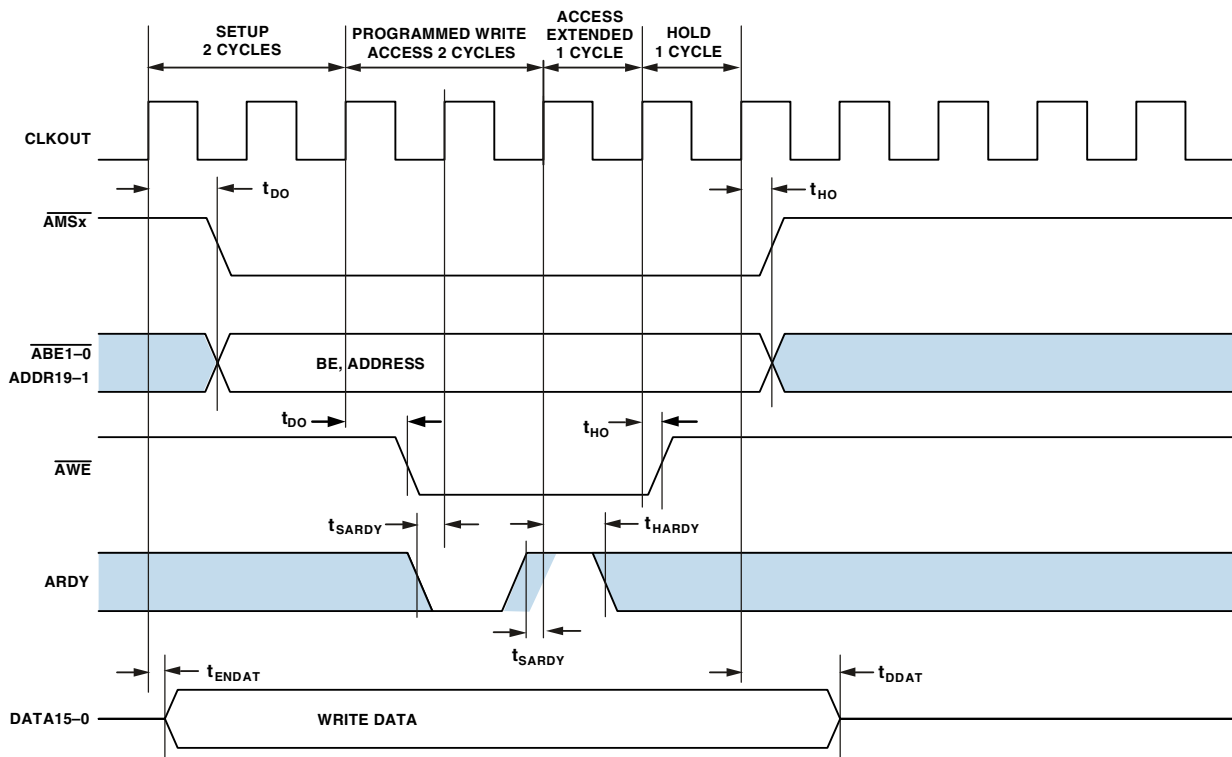 SETUP
2 CYCLES
PROGRAMMED WRITE
ACCESS 2 CYCLES
ACCESS
EXTENDED
1 CYCLE
HOLD
1 CYCLE
CLKOUT
tDO
tHO
AMSx
ABE1–0
ADDR19–1
BE, ADDRESS
tDO
tHO
AWE
tSARDY
tHARDY
ARDY
tSARDY
tENDAT
tDDAT
DATA15–0
WRITE DATA